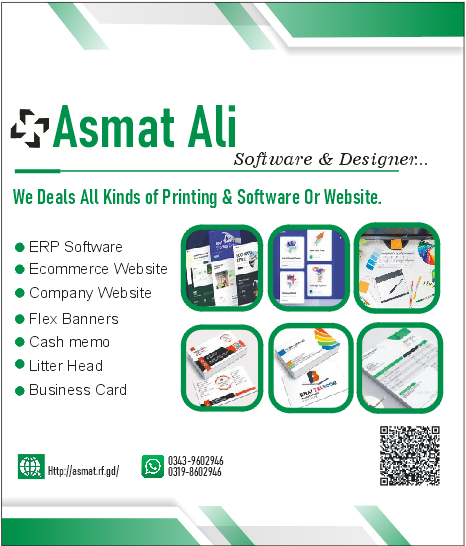 Asmat Ali
Software & Designer...
We Deals All Kinds of Printing & Software Or Website.
ERP Software
Ecommerce Website
Company Website
Flex Banners
Cash memo
Litter Head
Business Card
Http://asmat.rf.gd/
0343-9602946
0319-8602946